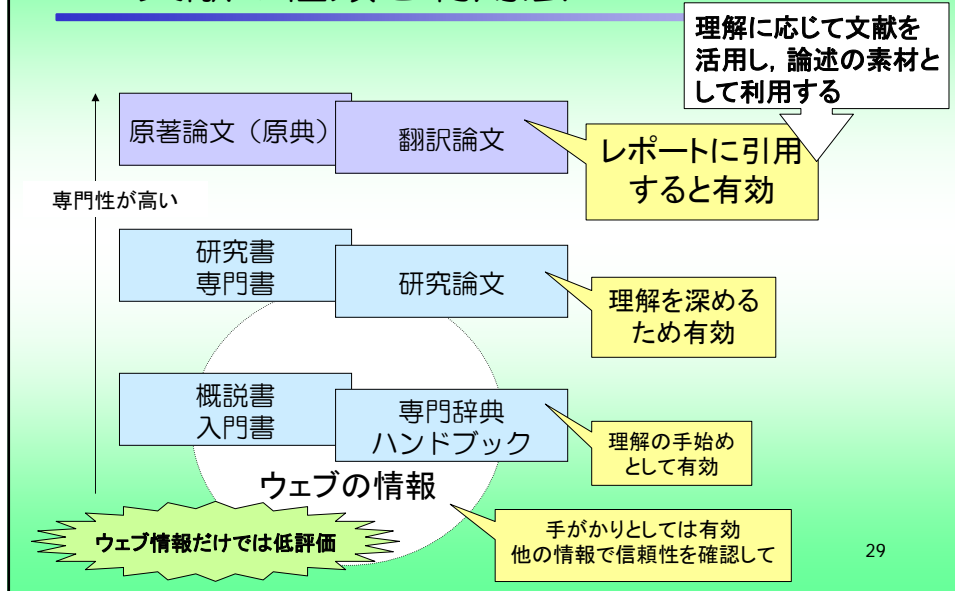 理解に応じて文献を
活用し，論述の素材と
して利用する
原著論文（原典）
翻訳論文
レポートに引用
すると有効
専門性が高い
研究書
専門書
研究論文
理解を深める
ため有効
概説書
入門書
専門辞典
ハンドブック
理解の手始め
として有効
ウェブの情報
ウェブ情報だけでは低評価
手がかりとしては有効
他の情報で信頼性を確認して
29